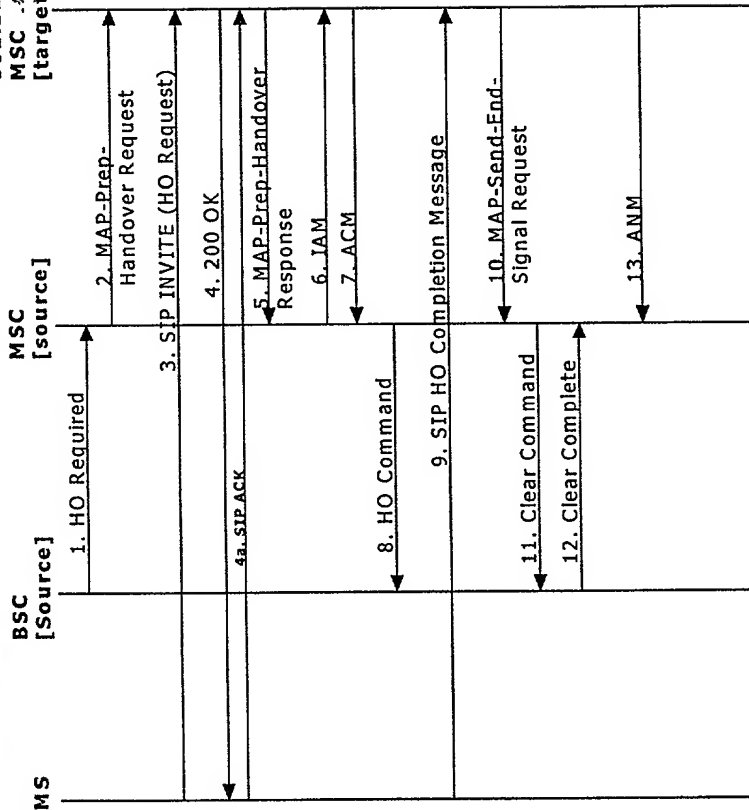 MS
BSC
[Source]
MSC
[source]
MSC
[target
1. HO Required
2. MAP-Prep-
Handover Request
3. SIP INVITE (HO Request)
4. 200 OK
4a. SIP ACK
5. MAP-Prep-Handover
Response
6. IAM
7. ACM
8. HO Command
9. SIP HO Completion Message
10. MAP-Send-End-
Signal Request
11. Clear Command
12. Clear Complete
13. ANM